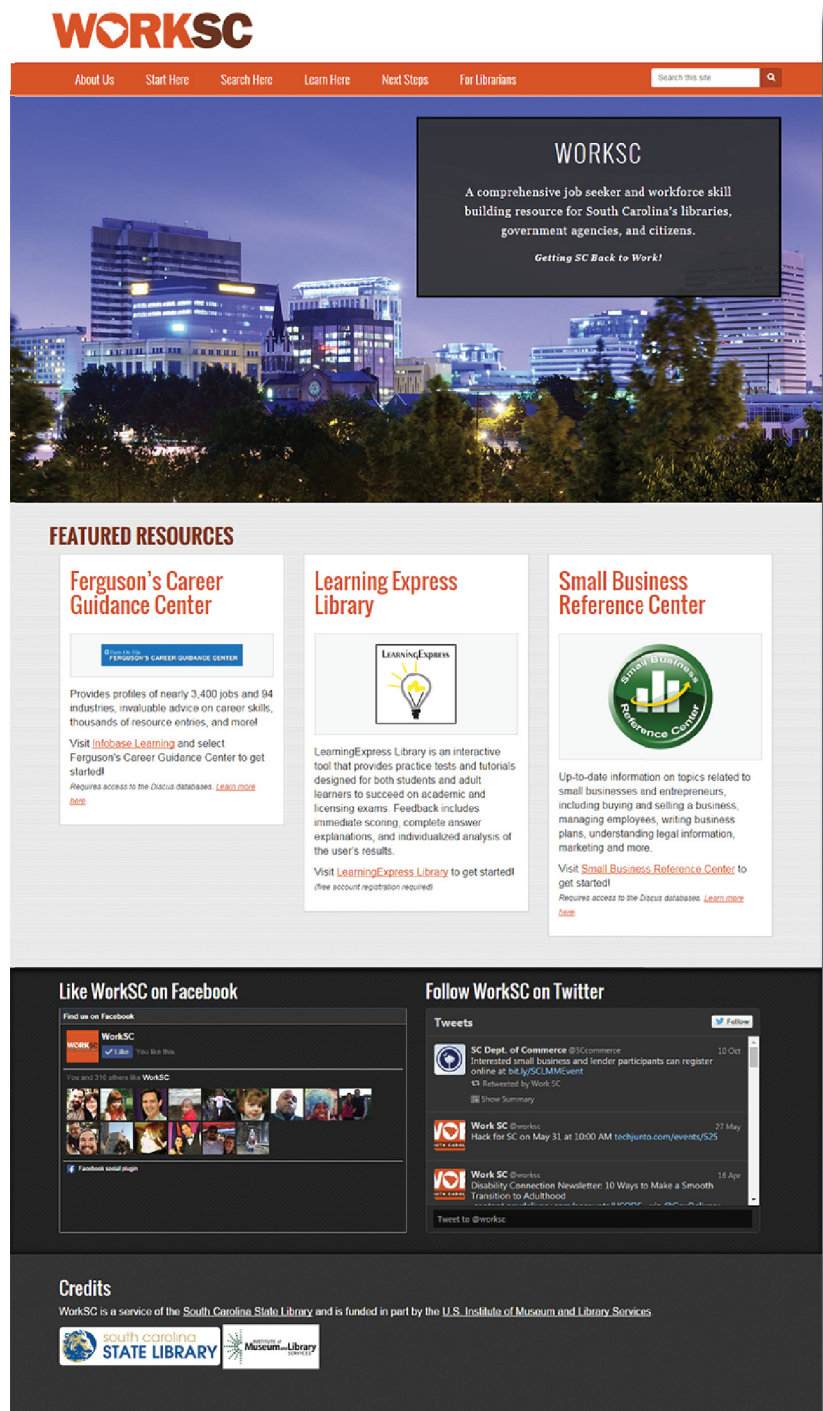 WORKSC
About Us Start Here Search Here Learn Here Next Steps For Librarians Search this site
WORKSC
A comprehensive job seeker and workforce skill
building resource for South Carolina's libraries,
government agencies, and citizens.
Getting SC Back to Work!
FEATURED RESOURCES
Ferguson's Career
Guidance Center
Facts On File
FERGUSON'S CAREER GUIDANCE CENTER
Provides profiles of nearly 3,400 jobs and 94
industries, invaluable advice on career skills,
thousands of resource entries, and more!
Visit Infobase Learning and select
Ferguson's Career Guidance Center to get
started!
Requires access to the Discus databases. Learn more
here.
Learning Express
Library
LEARNINGEXPRESS
LearningExpress Library is an interactive
tool that provides practice tests and tutorials
designed for both students and adult
learners to succeed on academic and
licensing exams. Feedback includes
immediate scoring, complete answer
explanations, and individualized analysis of
the user's results.
Visit LearningExpress Library to get started!
(free account registration required)
Small Business
Reference Center
Small Business
Reference Center
Up-to-date information on topics related to
small businesses and entrepreneurs,
including buying and selling a business,
managing employees, writing business
plans, understanding legal information,
marketing and more.
Visit Small Business Reference Center to
get started!
Requires access to the Discus databases. Learn more
here.
Like WorkSC on Facebook
Find us on Facebook
WORKSC
WorkSC
Like You like this.
You and 316 others like WorkSC.
Facebook social plugin
Follow WorkSC on Twitter
Tweets Follow
SC Dept. of Commerce @SCcommerce 10 Oct
Interested small business and lender participants can register
online at bit.ly/SCLMMEvent
Retweeted by Work SC
Show Summary
Work SC @worksc 27 May
Hack for SC on May 31 at 10:00 AM techjunto.com/events/525
Work SC @worksc 16 Apr
Disability Connection Newsletter: 10 Ways to Make a Smooth
Transition to Adulthood
Tweet to @worksc
Credits
WorkSC is a service of the South Carolina State Library and is funded in part by the U.S. Institute of Museum and Library Services
south carolina
STATE LIBRARY
INSTITUTE of
Museum and Library
SERVICES